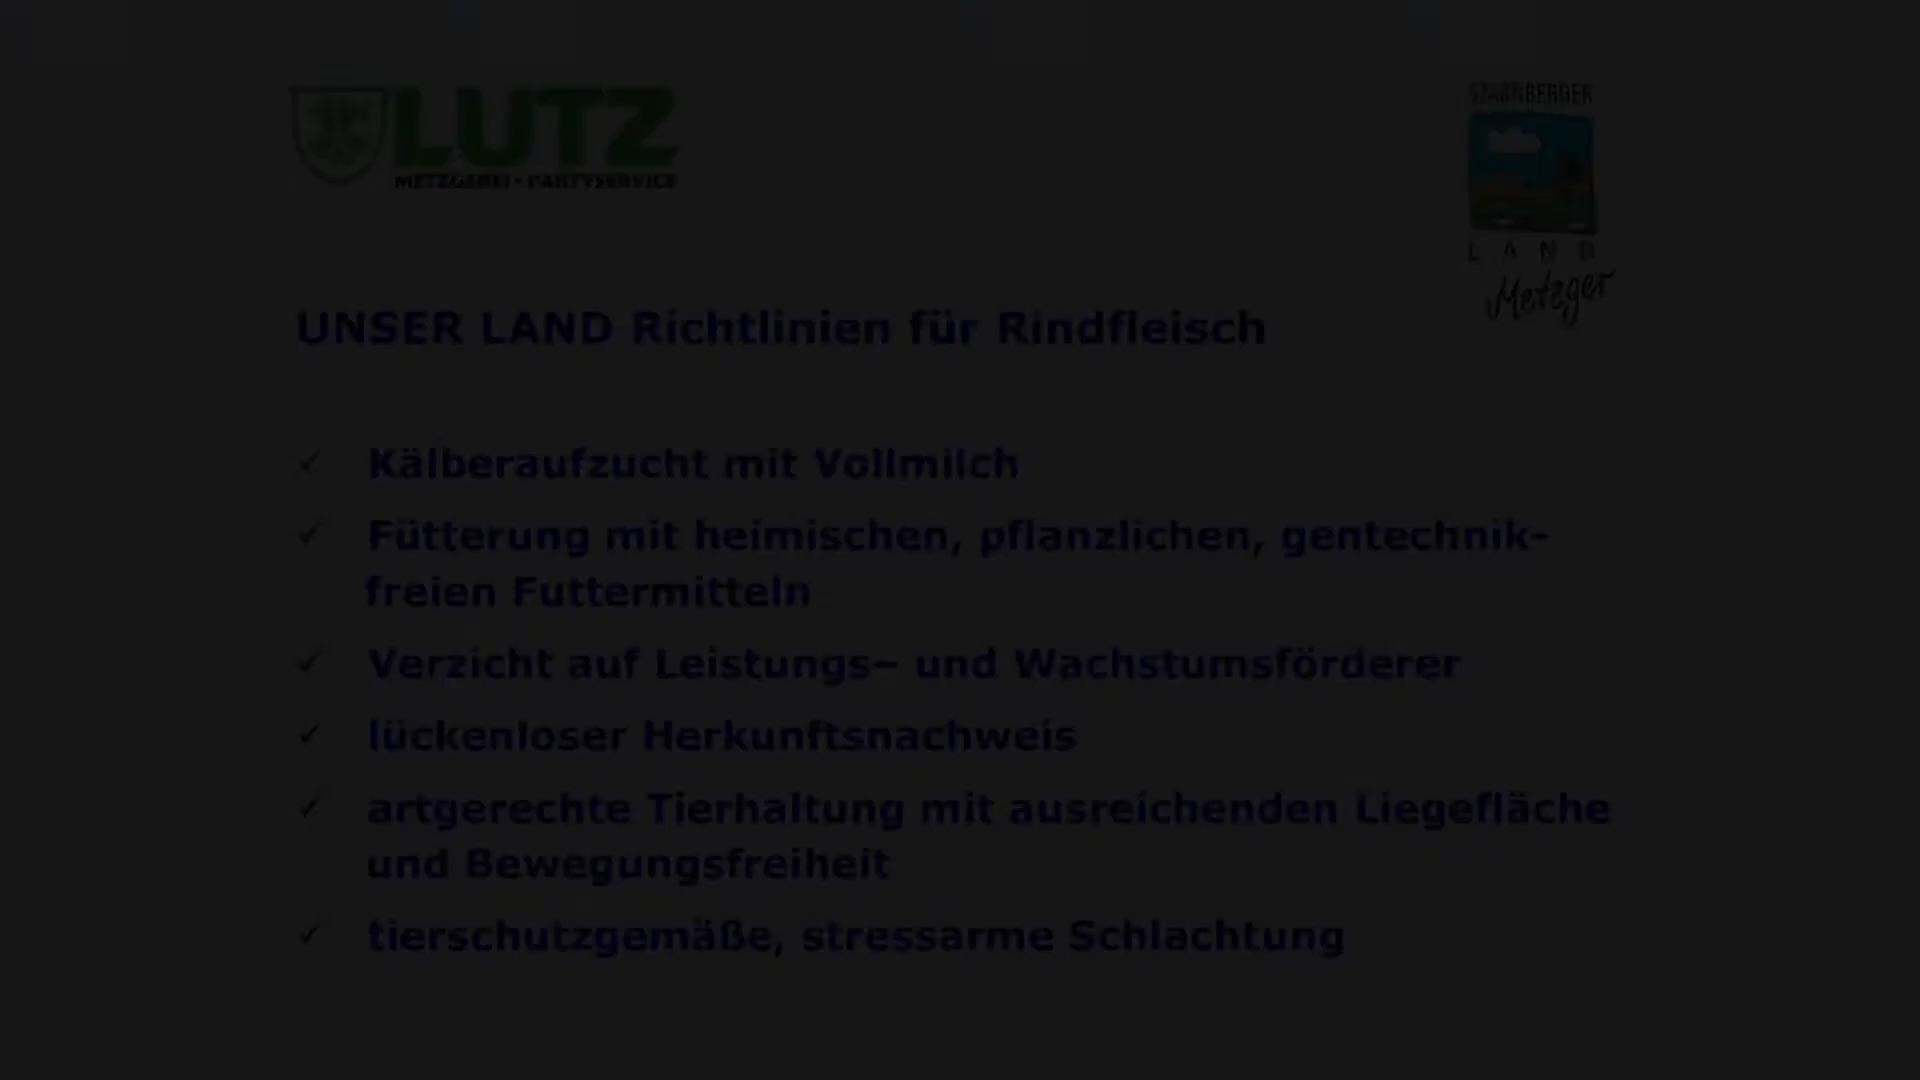 LUTZ
METZGEREI • PARTYSERVICE
STARNBERGER
LAND
Metzger
UNSER LAND Richtlinien für Rindfleisch
✓ Kälberaufzucht mit Vollmilch
✓ Fütterung mit heimischen, pflanzlichen, gentechnik-
freien Futtermitteln
✓ Verzicht auf Leistungs– und Wachstumsförderer
✓ lückenloser Herkunftsnachweis
✓ artgerechte Tierhaltung mit ausreichenden Liegefläche
und Bewegungsfreiheit
✓ tierschutzgemäße, stressarme Schlachtung